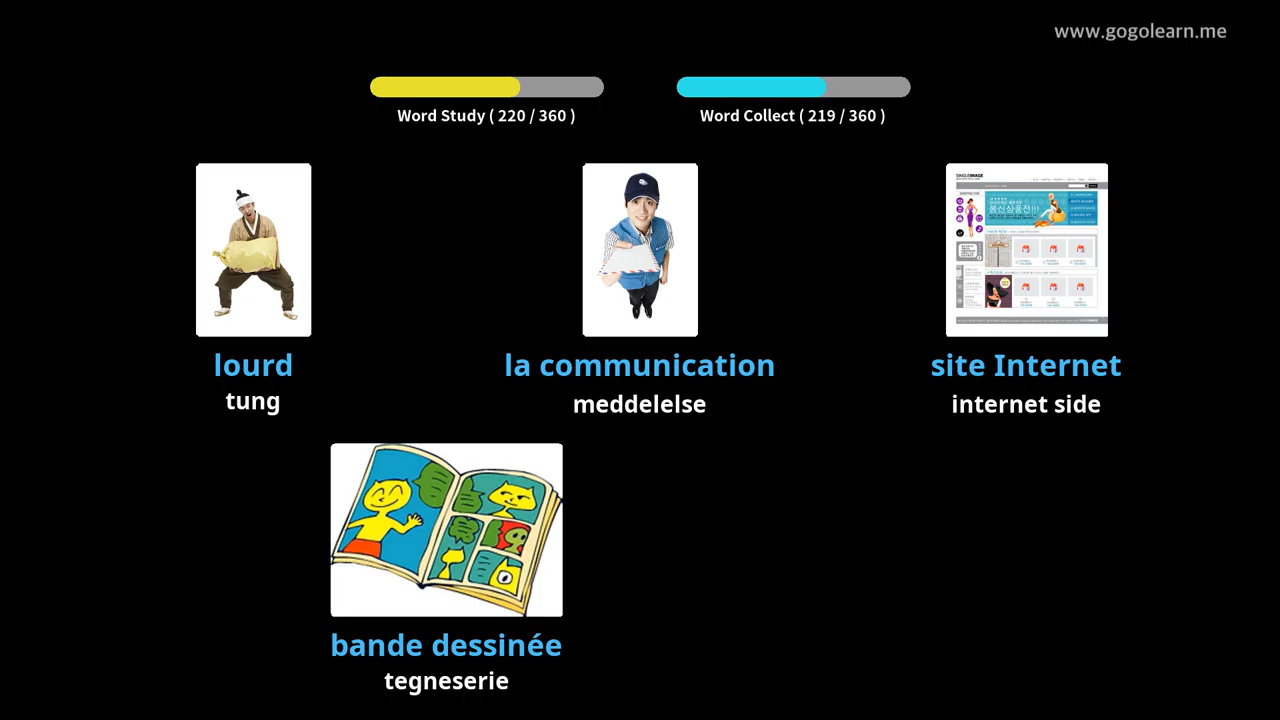 www.gogolearn.me
Word Study ( 220 / 360 )
Word Collect ( 219 / 360 )
lourd
tung
la communication
meddelelse
site Internet
internet side
bande dessinée
tegneserie